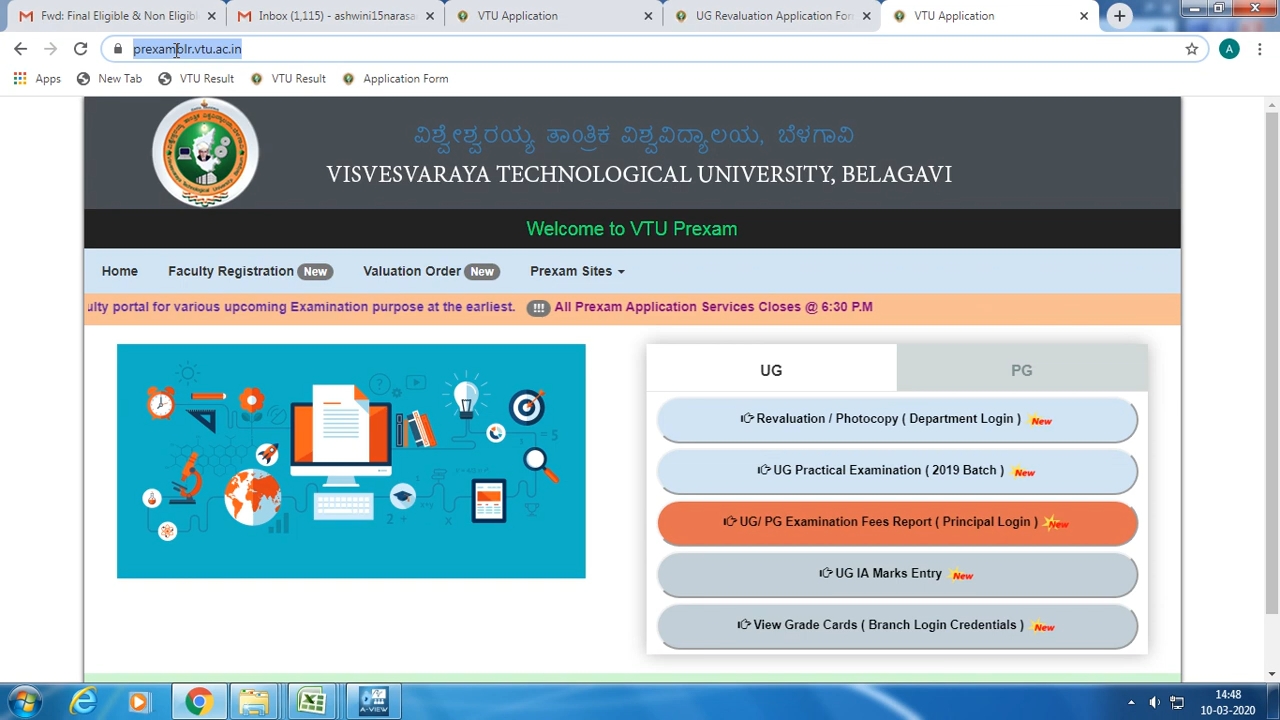 Fwd: Final Eligible & Non Eligibl
Inbox (1,115) - ashwini15naras
VTU Application
UG Revaluation Application Form
VTU Application
prexamblr.vtu.ac.in
A
Apps
New Tab
VTU Result
VTU Result
Application Form
ವಿಶ್ವೇಶ್ವರಯ್ಯ ತಾಂತ್ರಿಕ ವಿಶ್ವವಿದ್ಯಾಲಯ, ಬೆಳಗಾವಿ
VISVESVARAYA TECHNOLOGICAL UNIVERSITY, BELAGAVI
Welcome to VTU Prexam
Home
Faculty Registration New
Valuation Order New
Prexam Sites
ulty portal for various upcoming Examination purpose at the earliest. !!! All Prexam Application Services Closes @ 6:30 P.M
UG
PG
Revaluation / Photocopy ( Department Login ) New
UG Practical Examination ( 2019 Batch ) New
UG/ PG Examination Fees Report ( Principal Login ) New
UG IA Marks Entry New
View Grade Cards ( Branch Login Credentials ) New
A-VIEW
14:48
10-03-2020